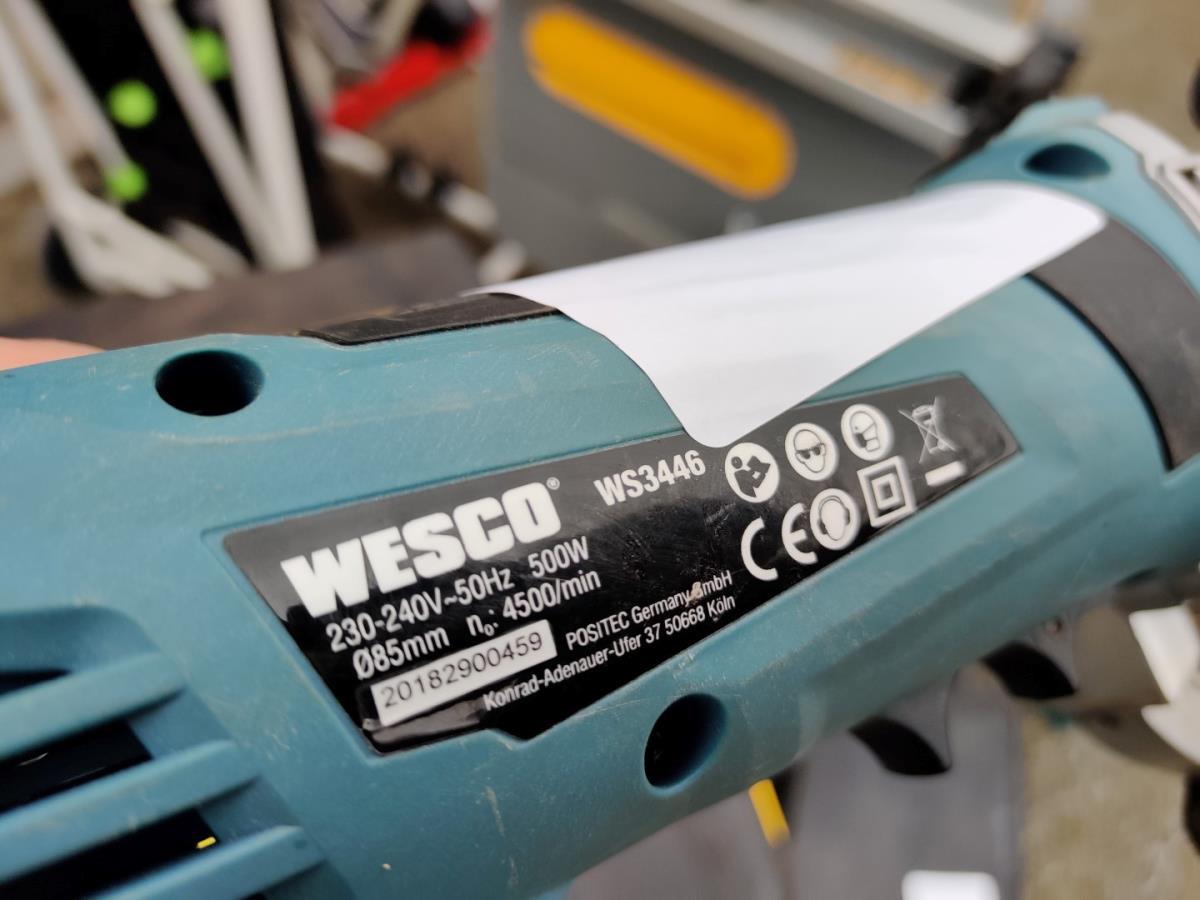 WESCO® WS3446
230-240V~50Hz 500W
Ø85mm n₀: 4500/min
20182900459
POSITEC Germany GmbH
Konrad-Adenauer-Ufer 37 50668 Köln
CE